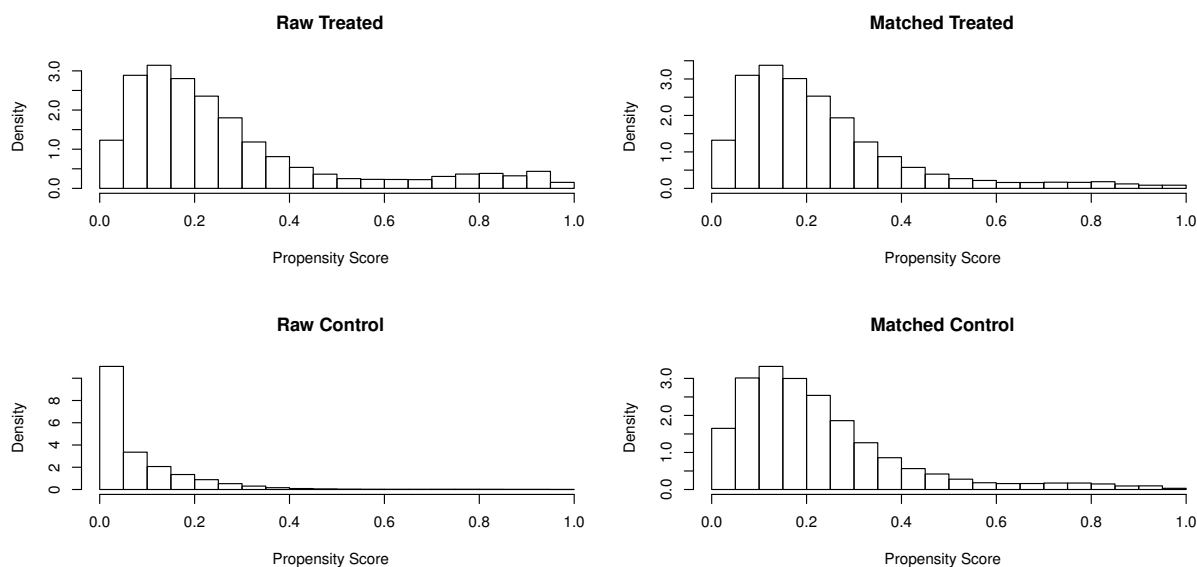 Raw Treated
Density
0.0 1.0 2.0 3.0
0.0 0.2 0.4 0.6 0.8 1.0
Propensity Score
Matched Treated
Density
0.0 1.0 2.0 3.0
0.0 0.2 0.4 0.6 0.8 1.0
Propensity Score
Raw Control
Density
0 2 4 6 8
0.0 0.2 0.4 0.6 0.8 1.0
Propensity Score
Matched Control
Density
0.0 1.0 2.0 3.0
0.0 0.2 0.4 0.6 0.8 1.0
Propensity Score